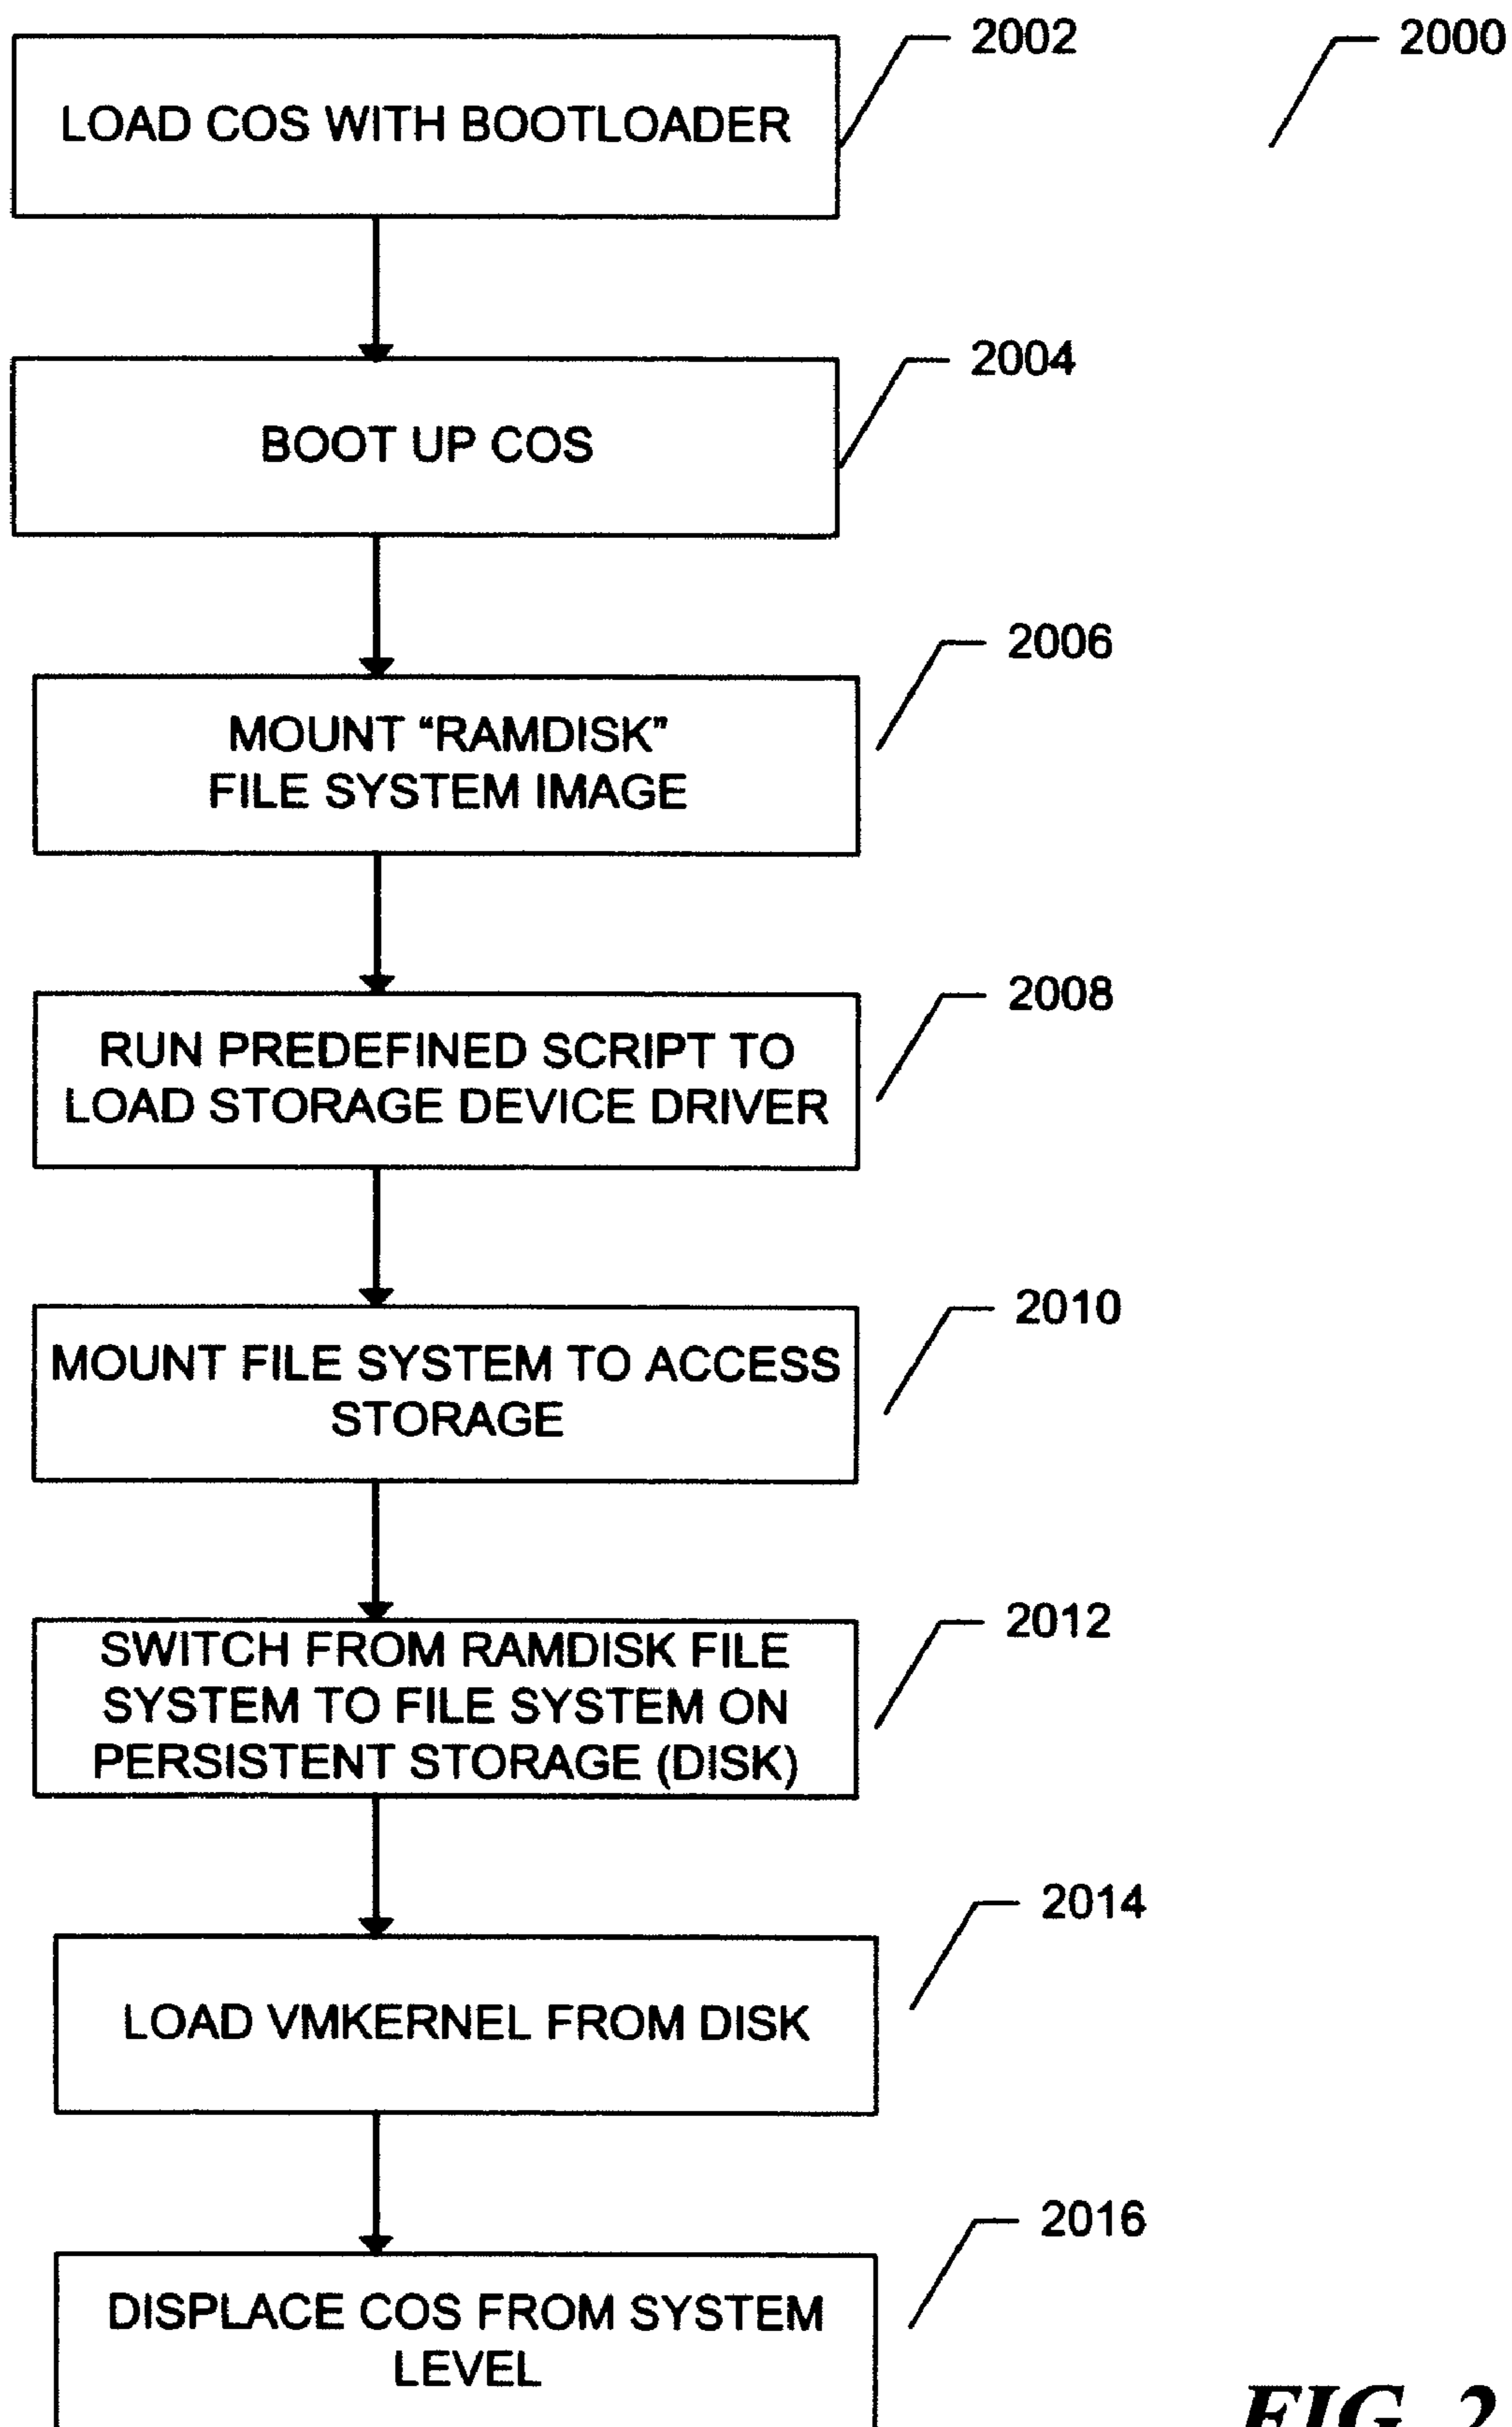 2002
2000
LOAD COS WITH BOOTLOADER
2004
BOOT UP COS
2006
MOUNT “RAMDISK”
FILE SYSTEM IMAGE
2008
RUN PREDEFINED SCRIPT TO
LOAD STORAGE DEVICE DRIVER
2010
MOUNT FILE SYSTEM TO ACCESS
STORAGE
2012
SWITCH FROM RAMDISK FILE
SYSTEM TO FILE SYSTEM ON
PERSISTENT STORAGE (DISK)
2014
LOAD VMKERNEL FROM DISK
2016
DISPLACE COS FROM SYSTEM
LEVEL
FIG. 2